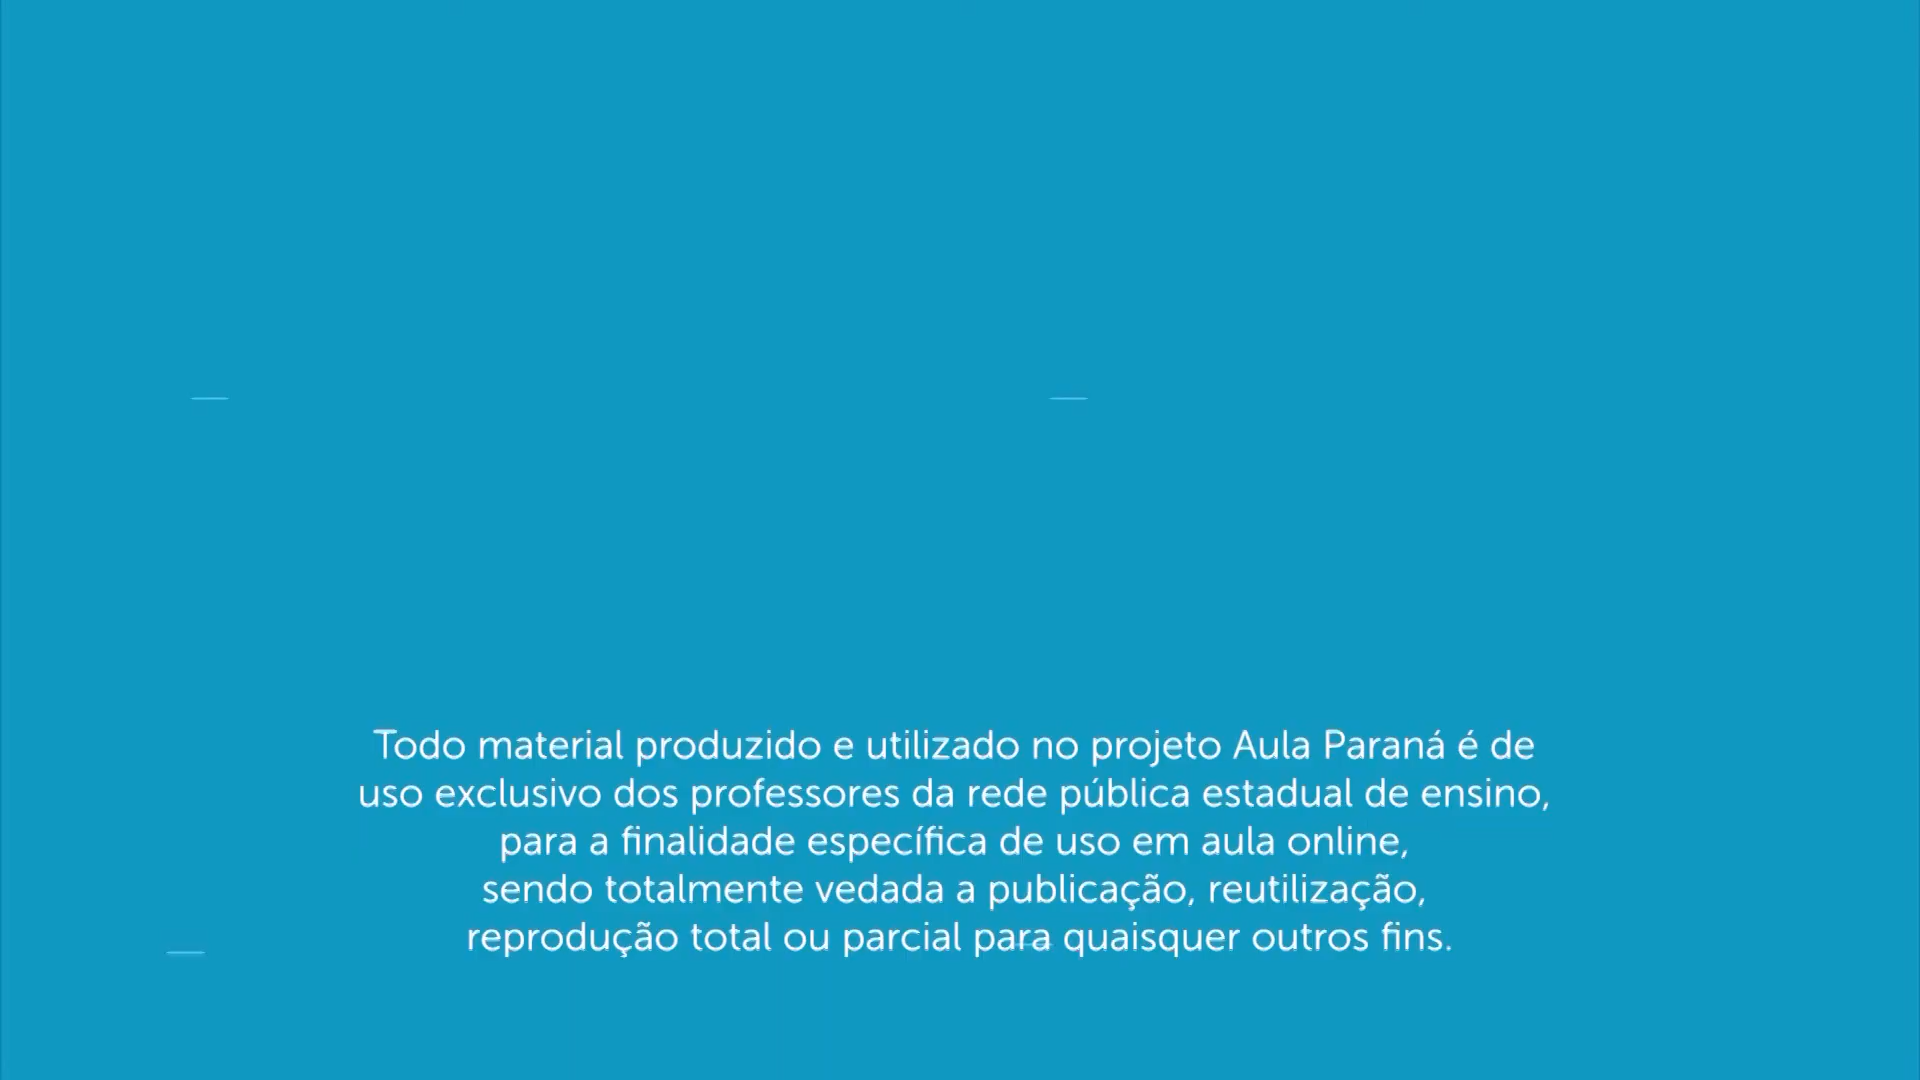 Todo material produzido e utilizado no projeto Aula Paraná é de
uso exclusivo dos professores da rede pública estadual de ensino,
para a finalidade específica de uso em aula online,
sendo totalmente vedada a publicação, reutilização,
reprodução total ou parcial para quaisquer outros fins.